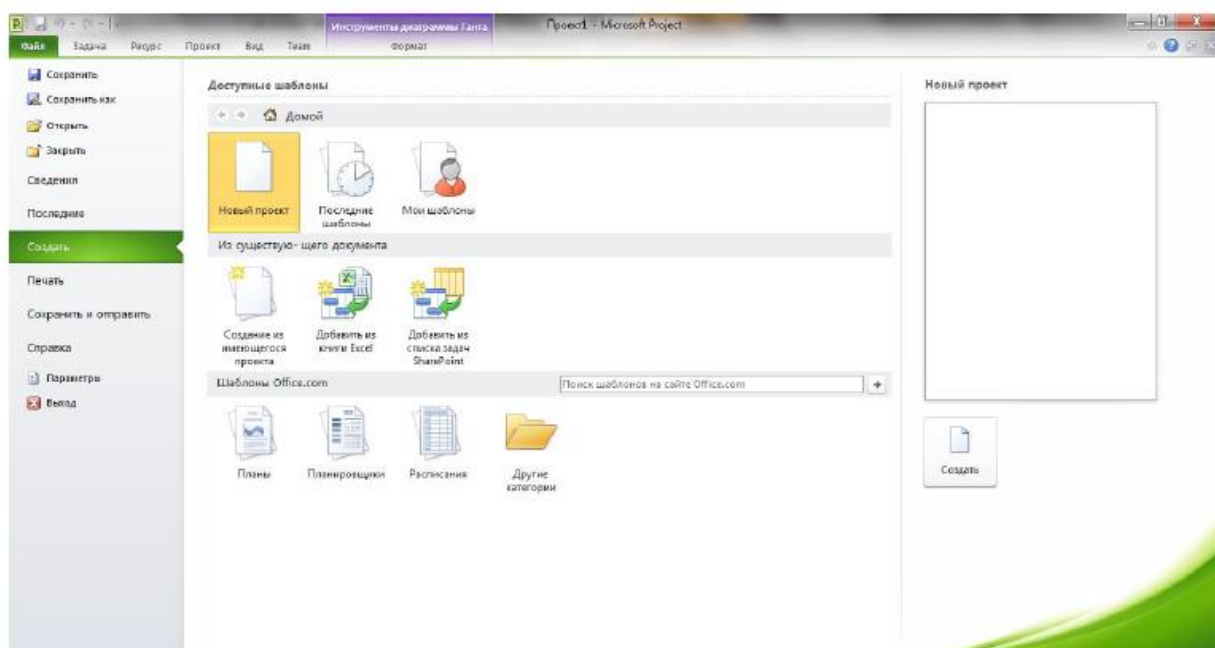 Инструменты диаграммы Ганта
Проект1 - Microsoft Project
Файл
Задача
Ресурс
Проект
Вид
Team
Формат
Сохранить
Сохранить как
Открыть
Закрыть
Сведения
Последние
Создать
Печать
Сохранить и отправить
Справка
Параметры
Выход
Доступные шаблоны
Домой
Новый проект
Последние
шаблоны
Мои шаблоны
Из существую- щего документа
Создание из
имеющегося
проекта
Добавить из
книги Excel
Добавить из
списка задач
SharePoint
Шаблоны Office.com
Поиск шаблонов на сайте Office.com
Планы
Планировщики
Расписания
Другие
категории
Новый проект
Создать